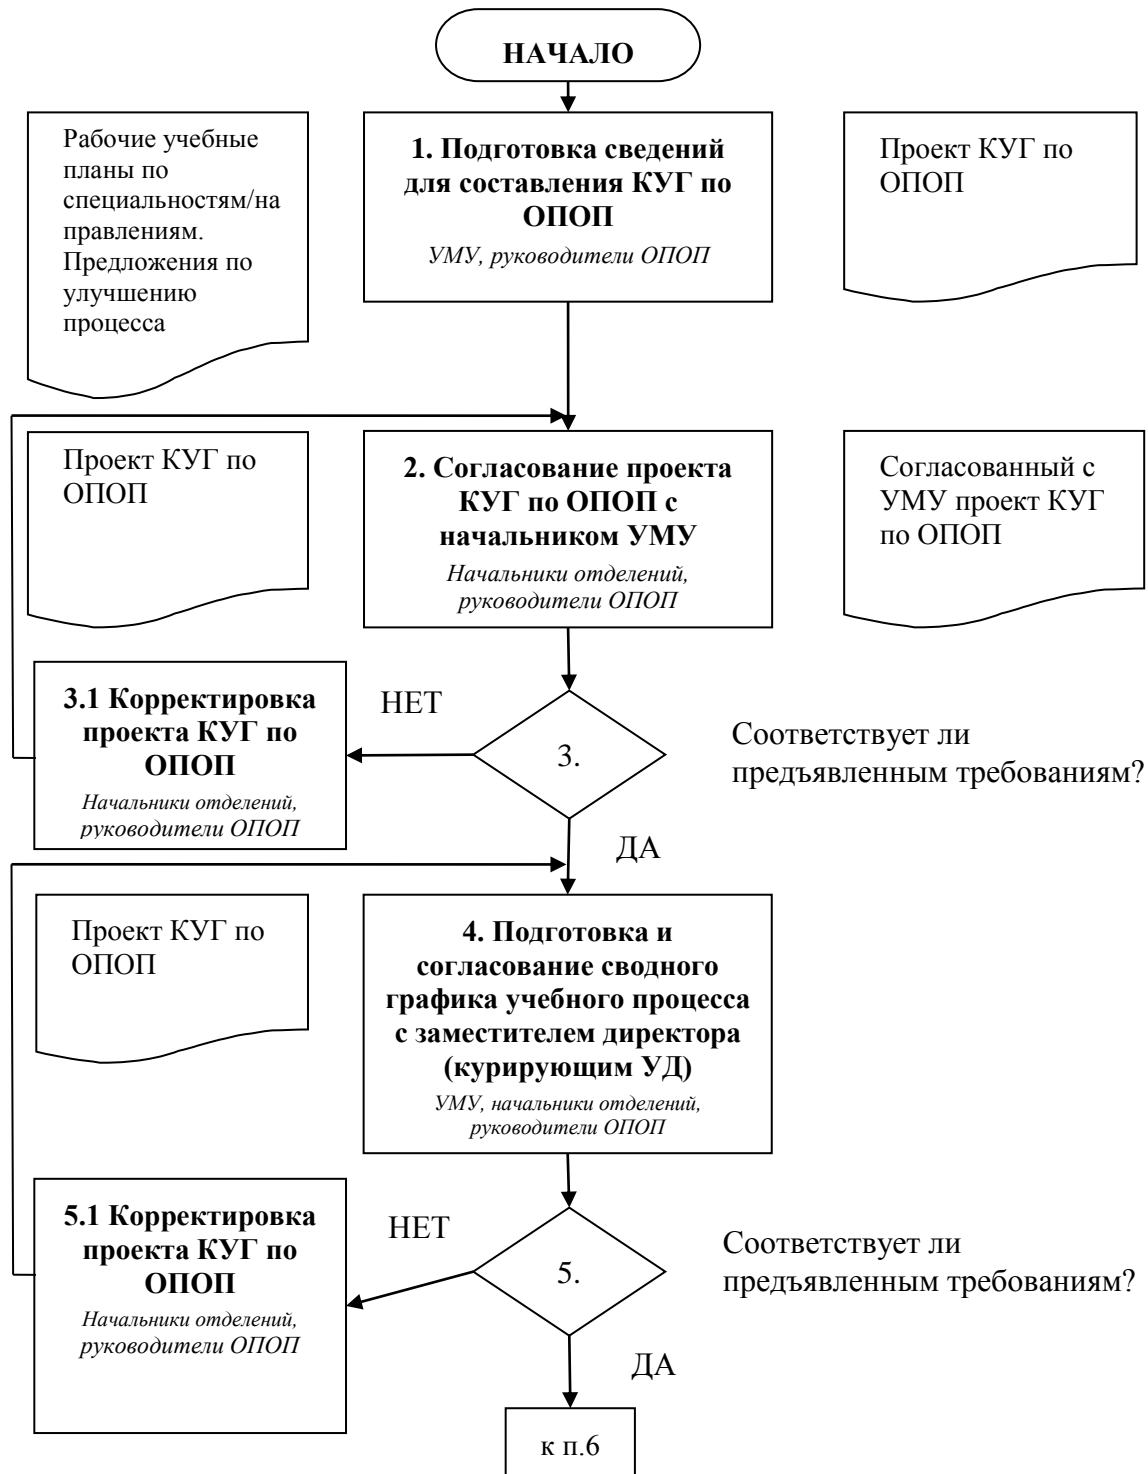 НАЧАЛО
Рабочие учебные
планы по
специальностям/на
правлениям.
Предложения по
улучшению
процесса
1. Подготовка сведений
для составления КУГ по
ОПОП
УМУ, руководители ОПОП
Проект КУГ по
ОПОП
Проект КУГ по
ОПОП
2. Согласование проекта
КУГ по ОПОП с
начальником УМУ
Начальники отделений,
руководители ОПОП
Согласованный с
УМУ проект КУГ
по ОПОП
3.1 Корректировка
проекта КУГ по
ОПОП
Начальники отделений,
руководители ОПОП
НЕТ
3.
Соответствует ли
предъявленным требованиям?
ДА
Проект КУГ по
ОПОП
4. Подготовка и
согласование сводного
графика учебного процесса
с заместителем директора
(курирующим УД)
УМУ, начальники отделений,
руководители ОПОП
5.1 Корректировка
проекта КУГ по
ОПОП
Начальники отделений,
руководители ОПОП
НЕТ
5.
Соответствует ли
предъявленным требованиям?
ДА
к п.6